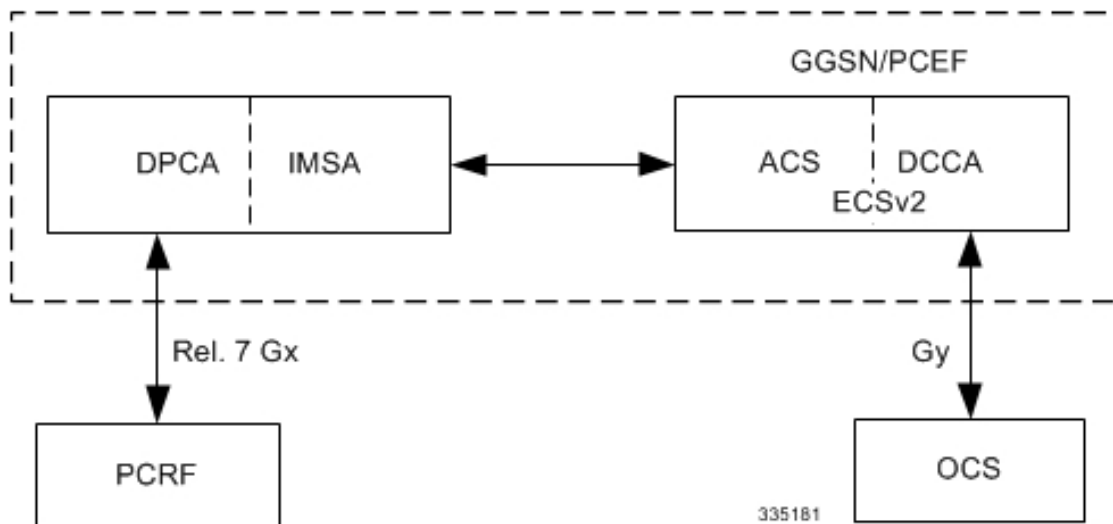 GGSN/PCEF
DPCA IMSA
ACS DCCA
ECSv2
Rel. 7 Gx
Gy
PCRF
OCS
335181